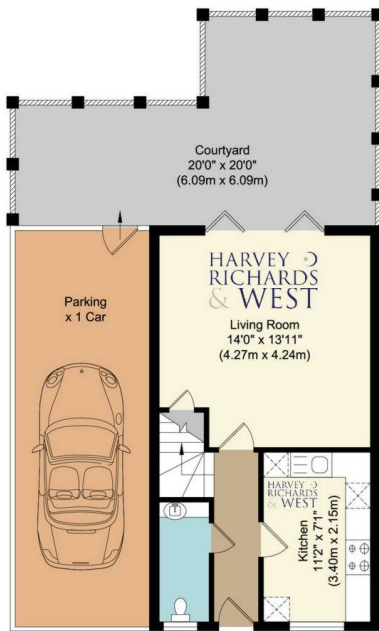 Courtyard
20'0" x 20'0"
(6.09m x 6.09m)
Parking
x 1 Car
HARVEY
RICHARDS
& WEST
Living Room
14'0" x 13'11"
(4.27m x 4.24m)
HARVEY
RICHARDS
& WEST
Kitchen
11'2" x 7'1"
(3.40m x 2.15m)